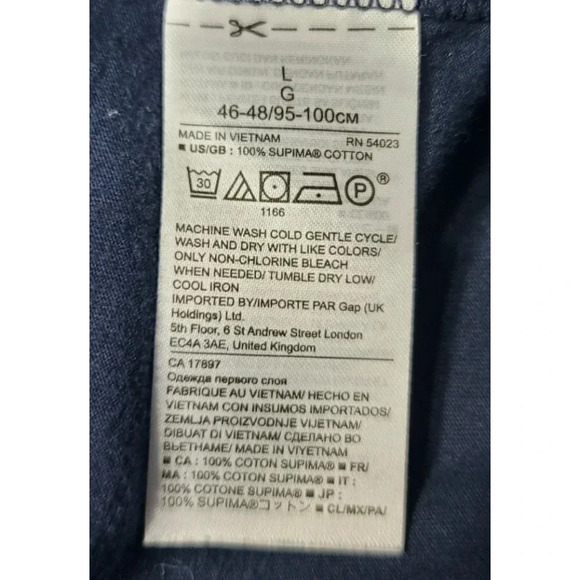 L
G
46-48/95-100CM
MADE IN VIETNAM RN 54023
■ US/GB : 100% SUPIMA® COTTON
30 P ®
1166
MACHINE WASH COLD GENTLE CYCLE/
WASH AND DRY WITH LIKE COLORS/
ONLY NON-CHLORINE BLEACH
WHEN NEEDED/ TUMBLE DRY LOW/
COOL IRON
IMPORTED BY/IMPORTE PAR Gap (UK
Holdings) Ltd.
5th Floor, 6 St Andrew Street London
EC4A 3AE, United Kingdom
CA 17897
Одежда первого слоя
FABRIQUE AU VIETNAM/ HECHO EN
VIETNAM CON INSUMOS IMPORTADOS/
ZEMLJA PROIZVODNJE VIJETNAM/
DIBUAT DI VIETNAM/ СДЕЛАНО ВО
ВЬЕТНАМЕ/ MADE IN VIYETNAM
■ CA : 100% COTON SUPIMA® ■ FR/
MA : 100% COTON SUPIMA® ■ IT :
100% COTONE SUPIMA® ■ JP :
100% SUPIMA®コットン ■ CL/MX/PA/